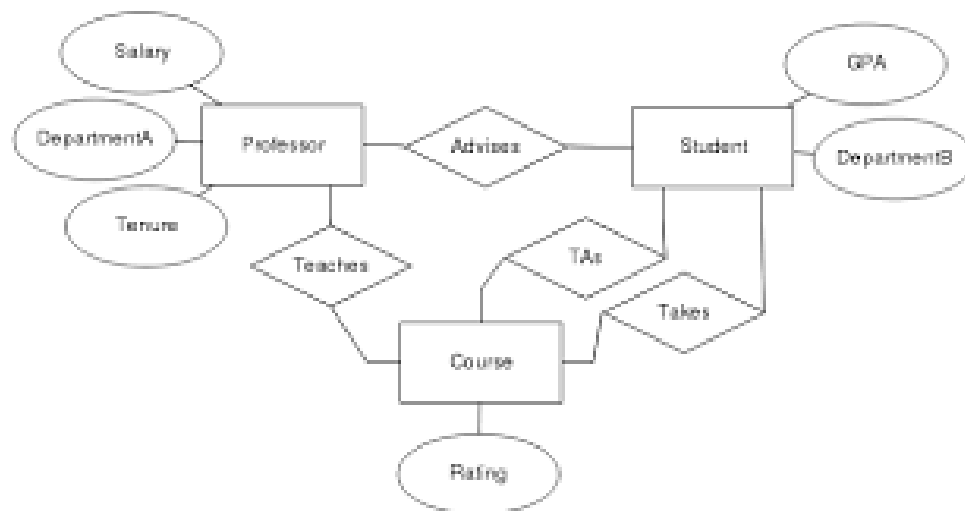 Salary
GPA
DepartmentA
Professor
Advises
Student
DepartmentB
Tenure
Teaches
TAs
Takes
Course
Rating